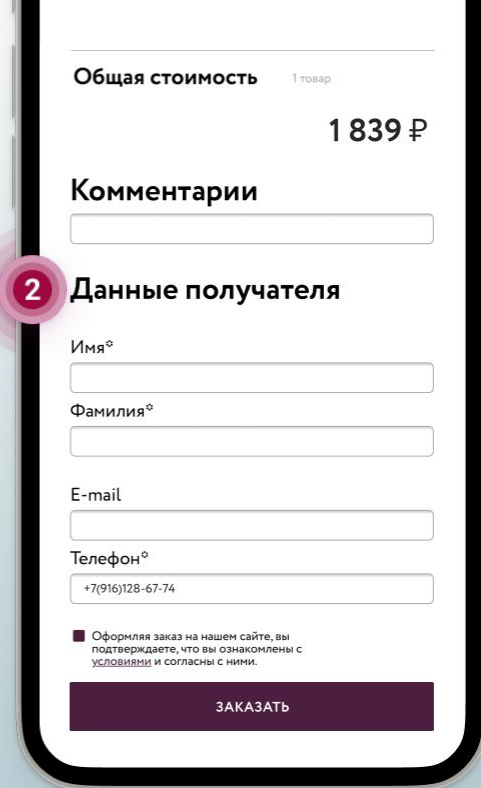 Общая стоимость 1 товар
1 839 ₽
Комментарии
2 Данные получателя
Имя*
Фамилия*
E-mail
Телефон*
+7(916)128-67-74
Оформляя заказ на нашем сайте, вы
подтверждаете, что вы ознакомлены с
условиями и согласны с ними.
ЗАКАЗАТЬ